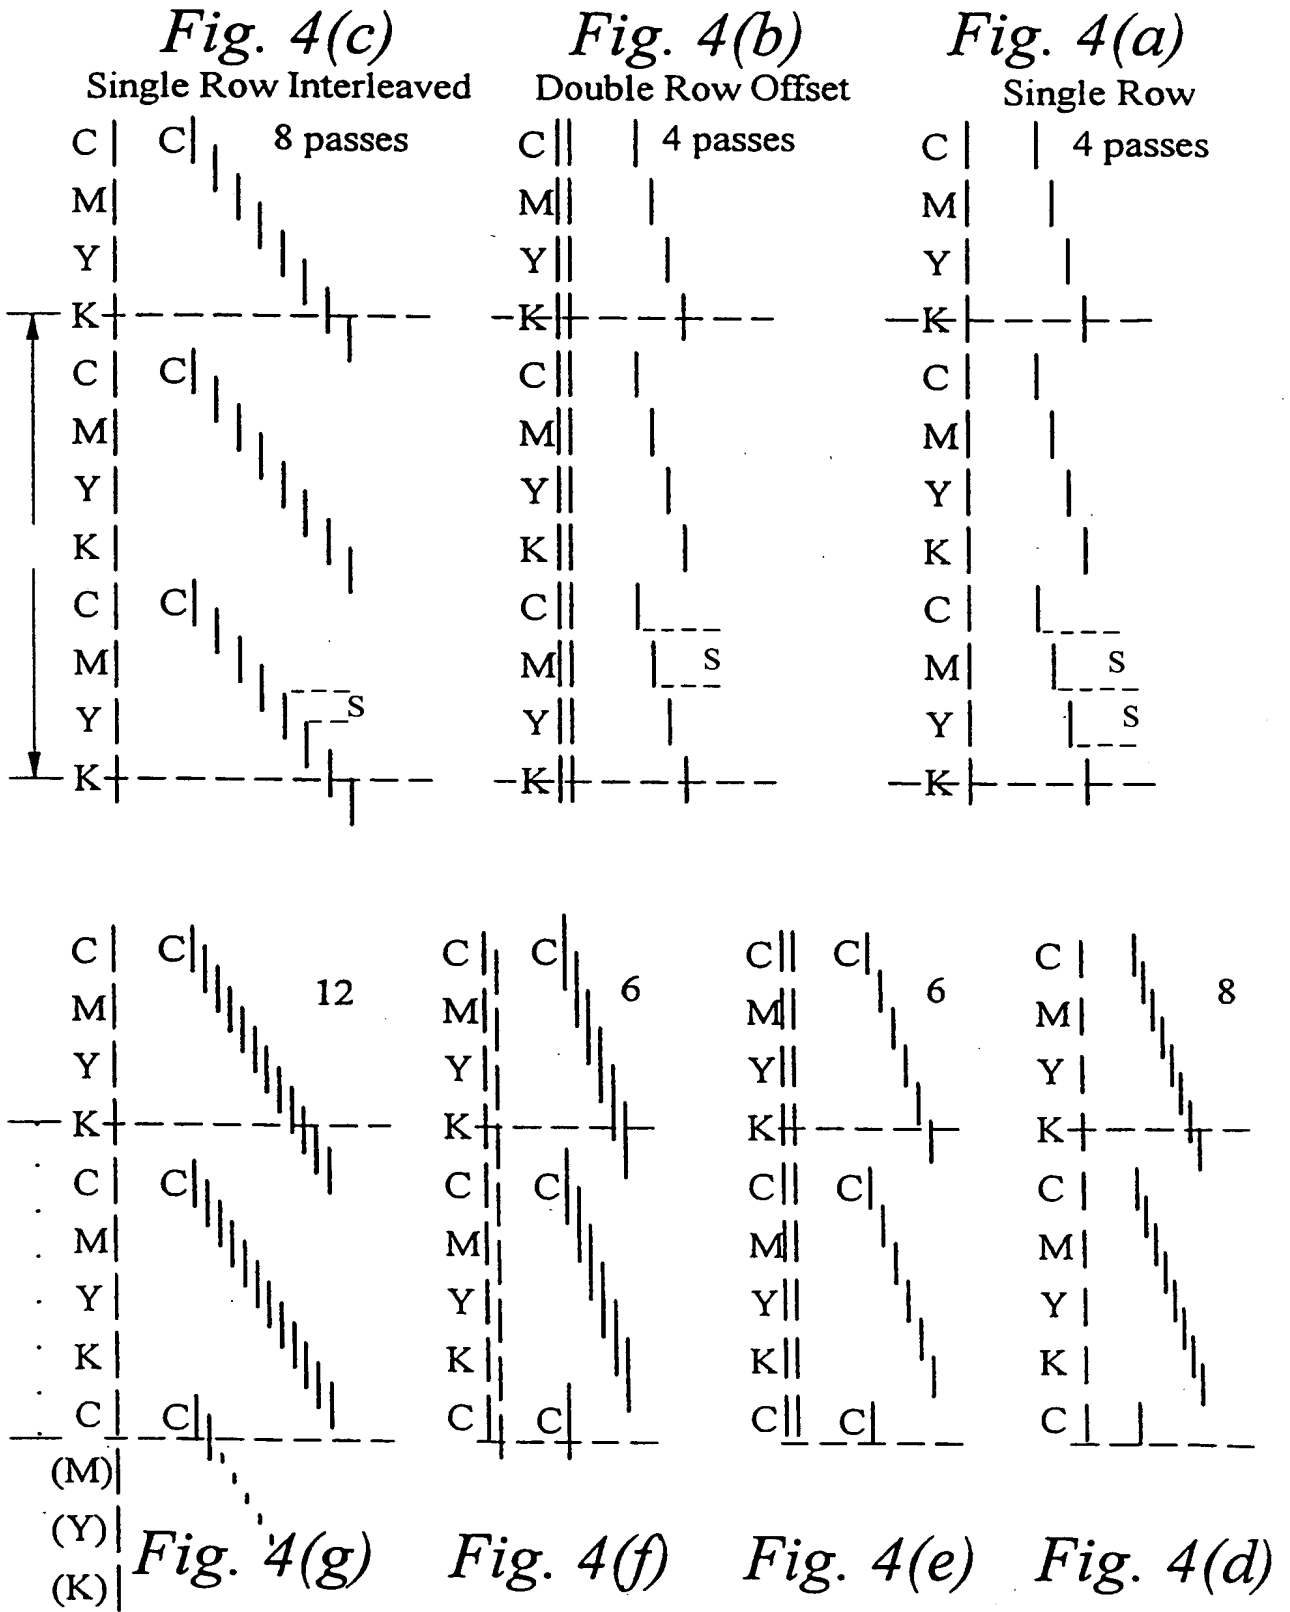 Fig. 4(c) Fig. 4(b) Fig. 4(a)
Single Row Interleaved Double Row Offset Single Row
C C 8 passes C 4 passes C 4 passes
M M M
Y Y Y
K K K
C C C C
M M M
Y Y Y
K K K
C C C C
M M S M S
S
Y Y Y S
K K K
C C C C C C C
12 6 6 8
M M M M
Y Y Y Y
K K K K
C C C C C C C
M M M M
Y Y Y Y
K K K K
C C C C C C C
(M)
(Y)
Fig. 4(g) Fig. 4(f) Fig. 4(e) Fig. 4(d)
(K)